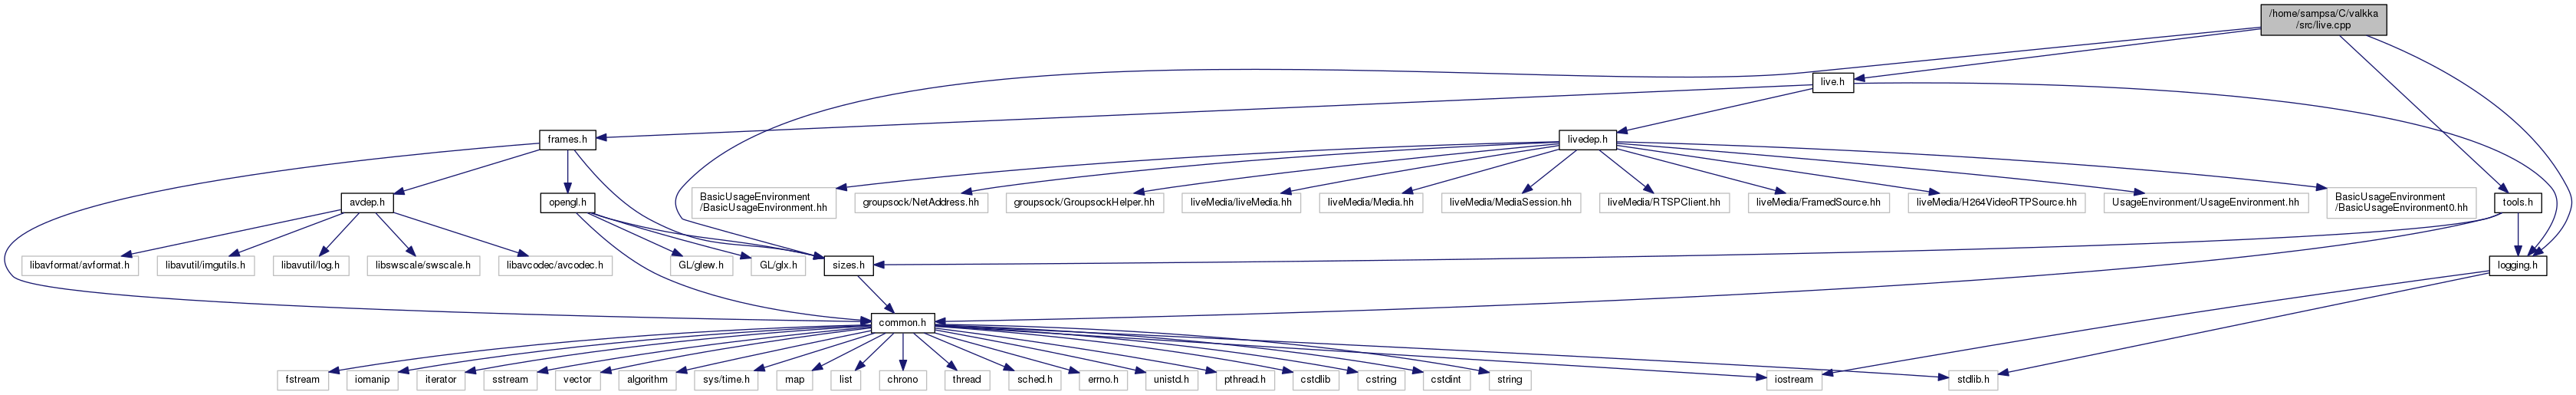 /home/sampsa/C/valkka
/src/live.cpp
live.h
frames.h
livedep.h
avdep.h
opengl.h
BasicUsageEnvironment
/BasicUsageEnvironment.hh
groupsock/NetAddress.hh
groupsock/GroupsockHelper.hh
liveMedia/liveMedia.hh
liveMedia/Media.hh
liveMedia/MediaSession.hh
liveMedia/RTSPClient.hh
liveMedia/FramedSource.hh
liveMedia/H264VideoRTPSource.hh
UsageEnvironment/UsageEnvironment.hh
BasicUsageEnvironment
/BasicUsageEnvironment0.hh
tools.h
libavformat/avformat.h
libavutil/imgutils.h
libavutil/log.h
libswscale/swscale.h
libavcodec/avcodec.h
GL/glew.h
GL/glx.h
sizes.h
logging.h
common.h
fstream
iomanip
iterator
sstream
vector
algorithm
sys/time.h
map
list
chrono
thread
sched.h
errno.h
unistd.h
pthread.h
cstdlib
cstring
cstdint
string
iostream
stdlib.h